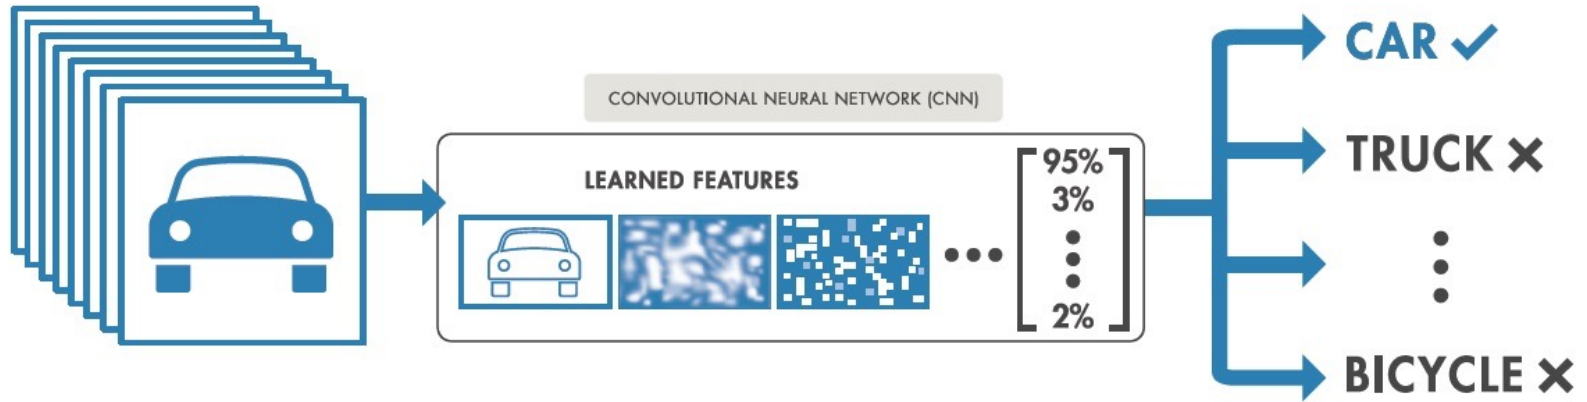 CONVOLUTIONAL NEURAL NETWORK (CNN)
LEARNED FEATURES
95%
3%
2%
CAR
TRUCK
BICYCLE